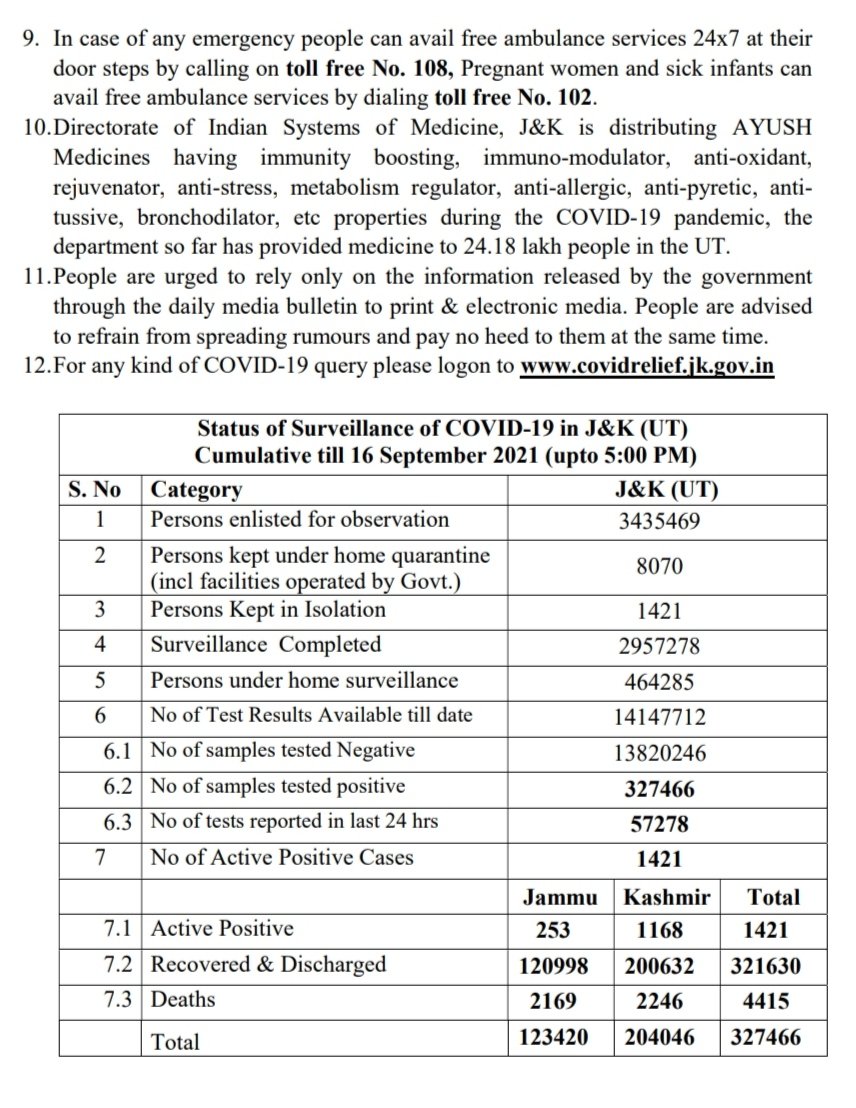 9. In case of any emergency people can avail free ambulance services 24x7 at their
door steps by calling on toll free No. 108, Pregnant women and sick infants can
avail free ambulance services by dialing toll free No. 102.
10.Directorate of Indian Systems of Medicine, J&K is distributing AYUSH
Medicines having immunity boosting, immuno-modulator, anti-oxidant,
rejuvenator, anti-stress, metabolism regulator, anti-allergic, anti-pyretic, anti-
tussive, bronchodilator, etc properties during the COVID-19 pandemic, the
department so far has provided medicine to 24.18 lakh people in the UT.
11.People are urged to rely only on the information released by the government
through the daily media bulletin to print & electronic media. People are advised
to refrain from spreading rumours and pay no heed to them at the same time.
12.For any kind of COVID-19 query please logon to www.covidrelief.jk.gov.in
Status of Surveillance of COVID-19 in J&K (UT)
Cumulative till 16 September 2021 (upto 5:00 PM)
S. No Category J&K (UT)
1 Persons enlisted for observation 3435469
2 Persons kept under home quarantine
(incl facilities operated by Govt.) 8070
3 Persons Kept in Isolation 1421
4 Surveillance Completed 2957278
5 Persons under home surveillance 464285
6 No of Test Results Available till date 14147712
6.1 No of samples tested Negative 13820246
6.2 No of samples tested positive 327466
6.3 No of tests reported in last 24 hrs 57278
7 No of Active Positive Cases 1421
Jammu Kashmir Total
7.1 Active Positive 253 1168 1421
7.2 Recovered & Discharged 120998 200632 321630
7.3 Deaths 2169 2246 4415
Total 123420 204046 327466